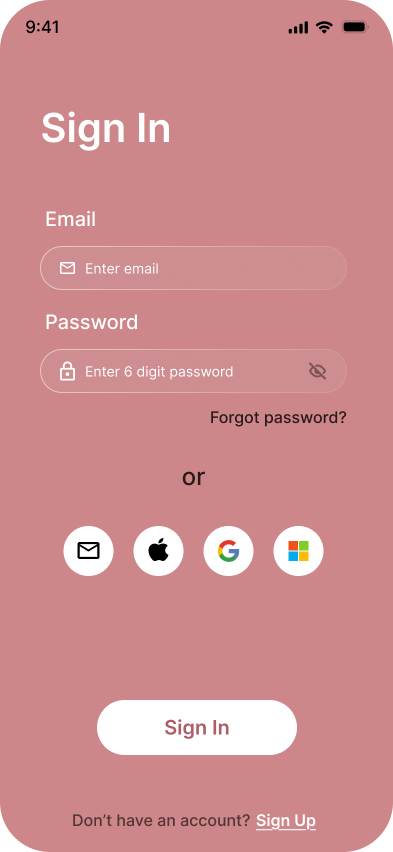 9:41
Sign In
Email
Enter email
Password
Enter 6 digit password
Forgot password?
or
Sign In
Don’t have an account? Sign Up